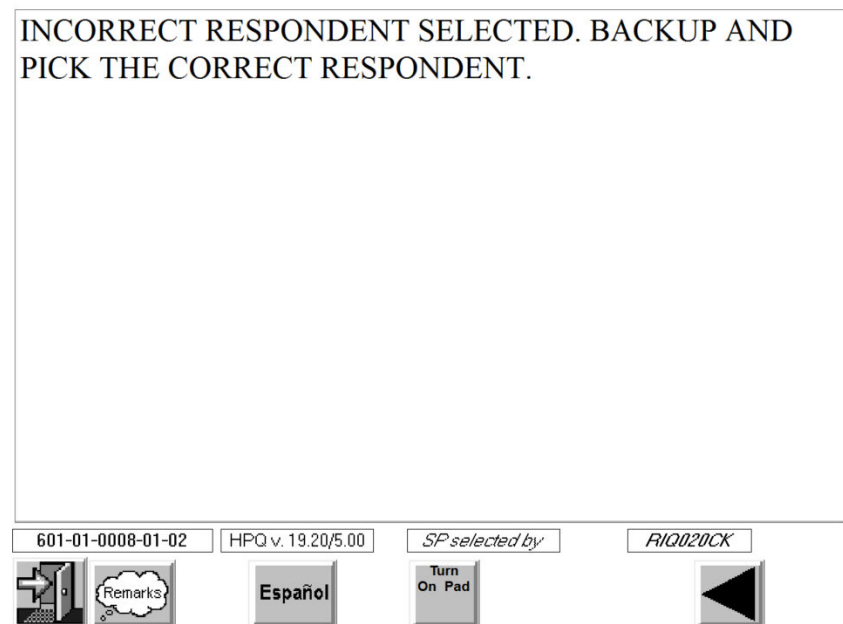 INCORRECT RESPONDENT SELECTED. BACKUP AND
PICK THE CORRECT RESPONDENT.
601-01-0008-01-02 HPQ v. 19.20/5.00 SP selected by RIQ020CK
Remarks Español Turn
On Pad